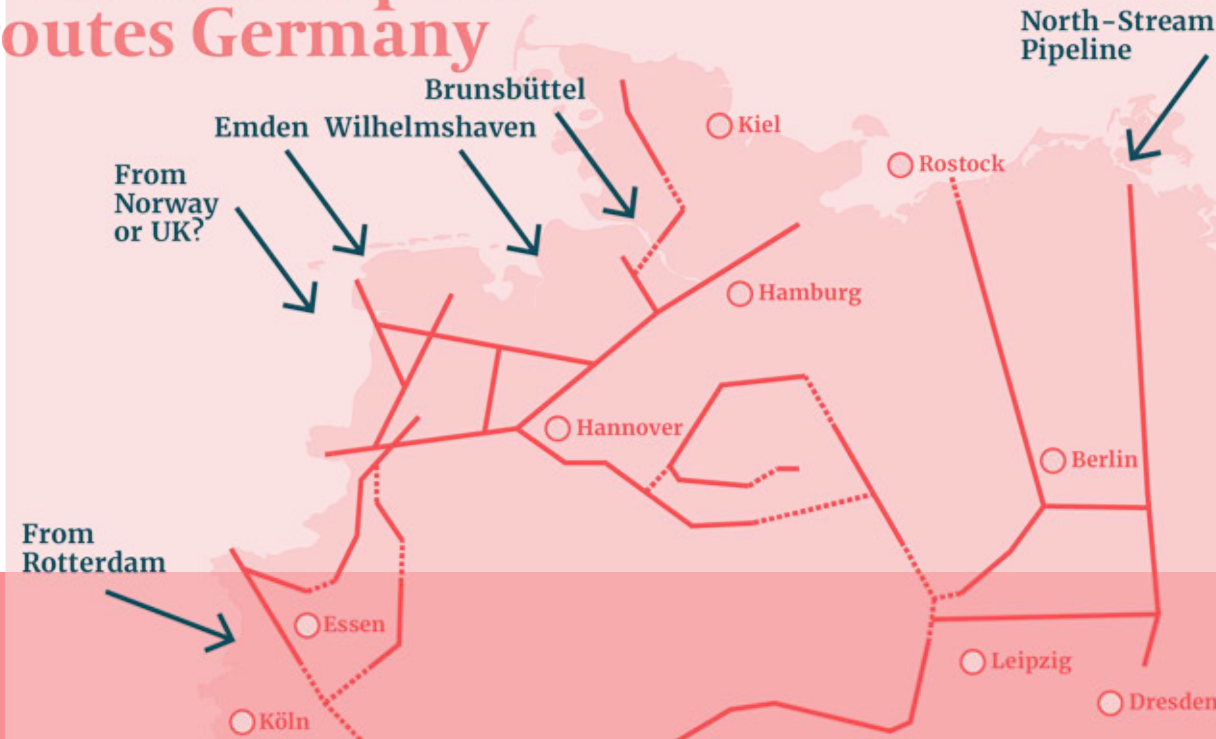 outes Germany
North-Stream
Pipeline
Brunsbüttel
Emden
Wilhelmshaven
Kiel
Rostock
From
Norway
or UK?
Hamburg
Hannover
Berlin
From
Rotterdam
Essen
Leipzig
Dresden
Köln